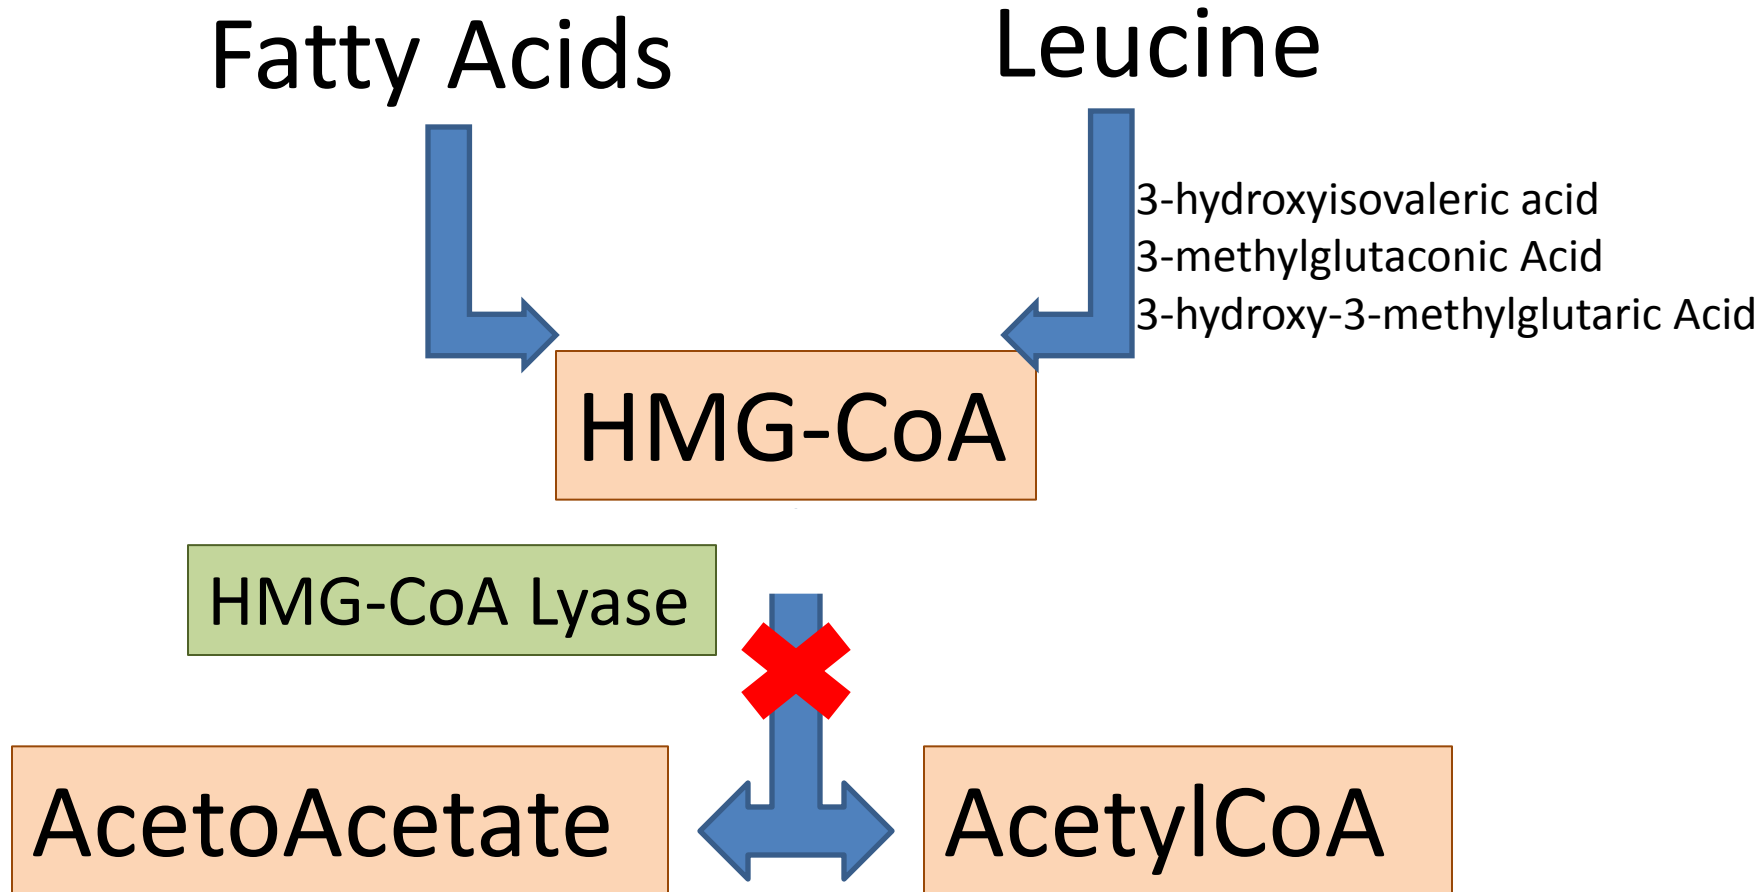 Fatty Acids
Leucine
3-hydroxyisovaleric acid
3-methylglutaconic Acid
3-hydroxy-3-methylglutaric Acid
HMG-CoA
HMG-CoA Lyase
AcetoAcetate
AcetylCoA